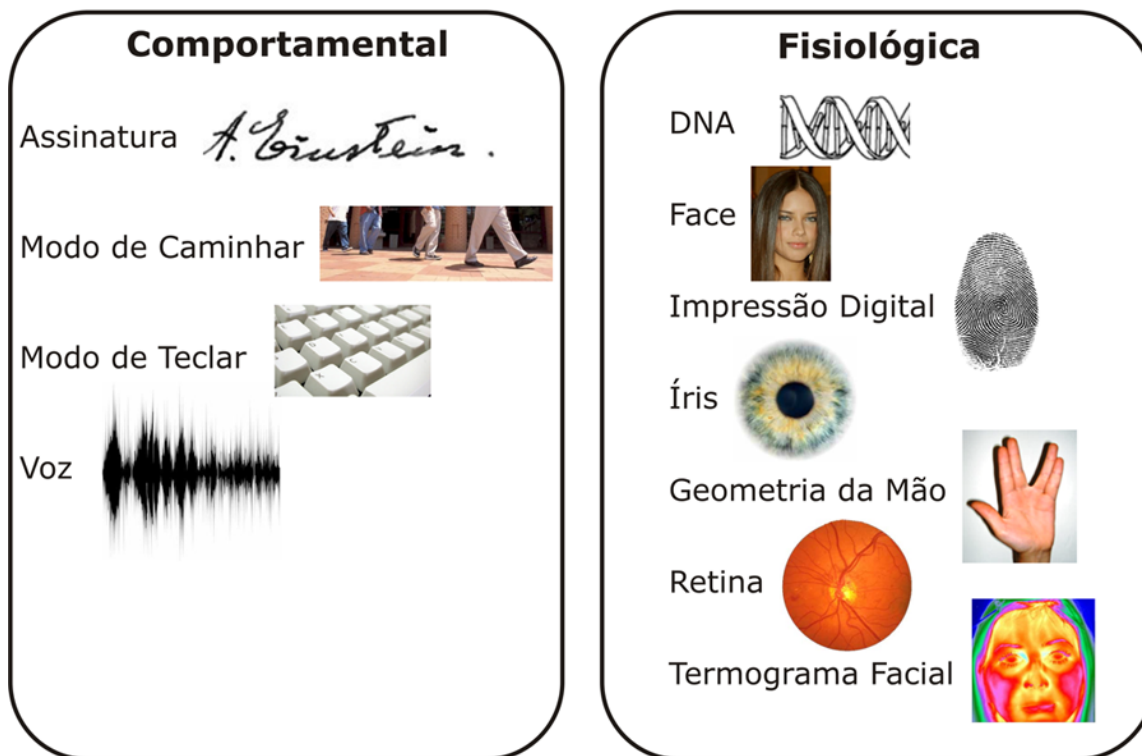 Comportamental
Assinatura
A. Einstein.
Modo de Caminhar
Modo de Teclar
Voz
Fisiológica
DNA
Face
Impressão Digital
Íris
Geometria da Mão
Retina
Termograma Facial